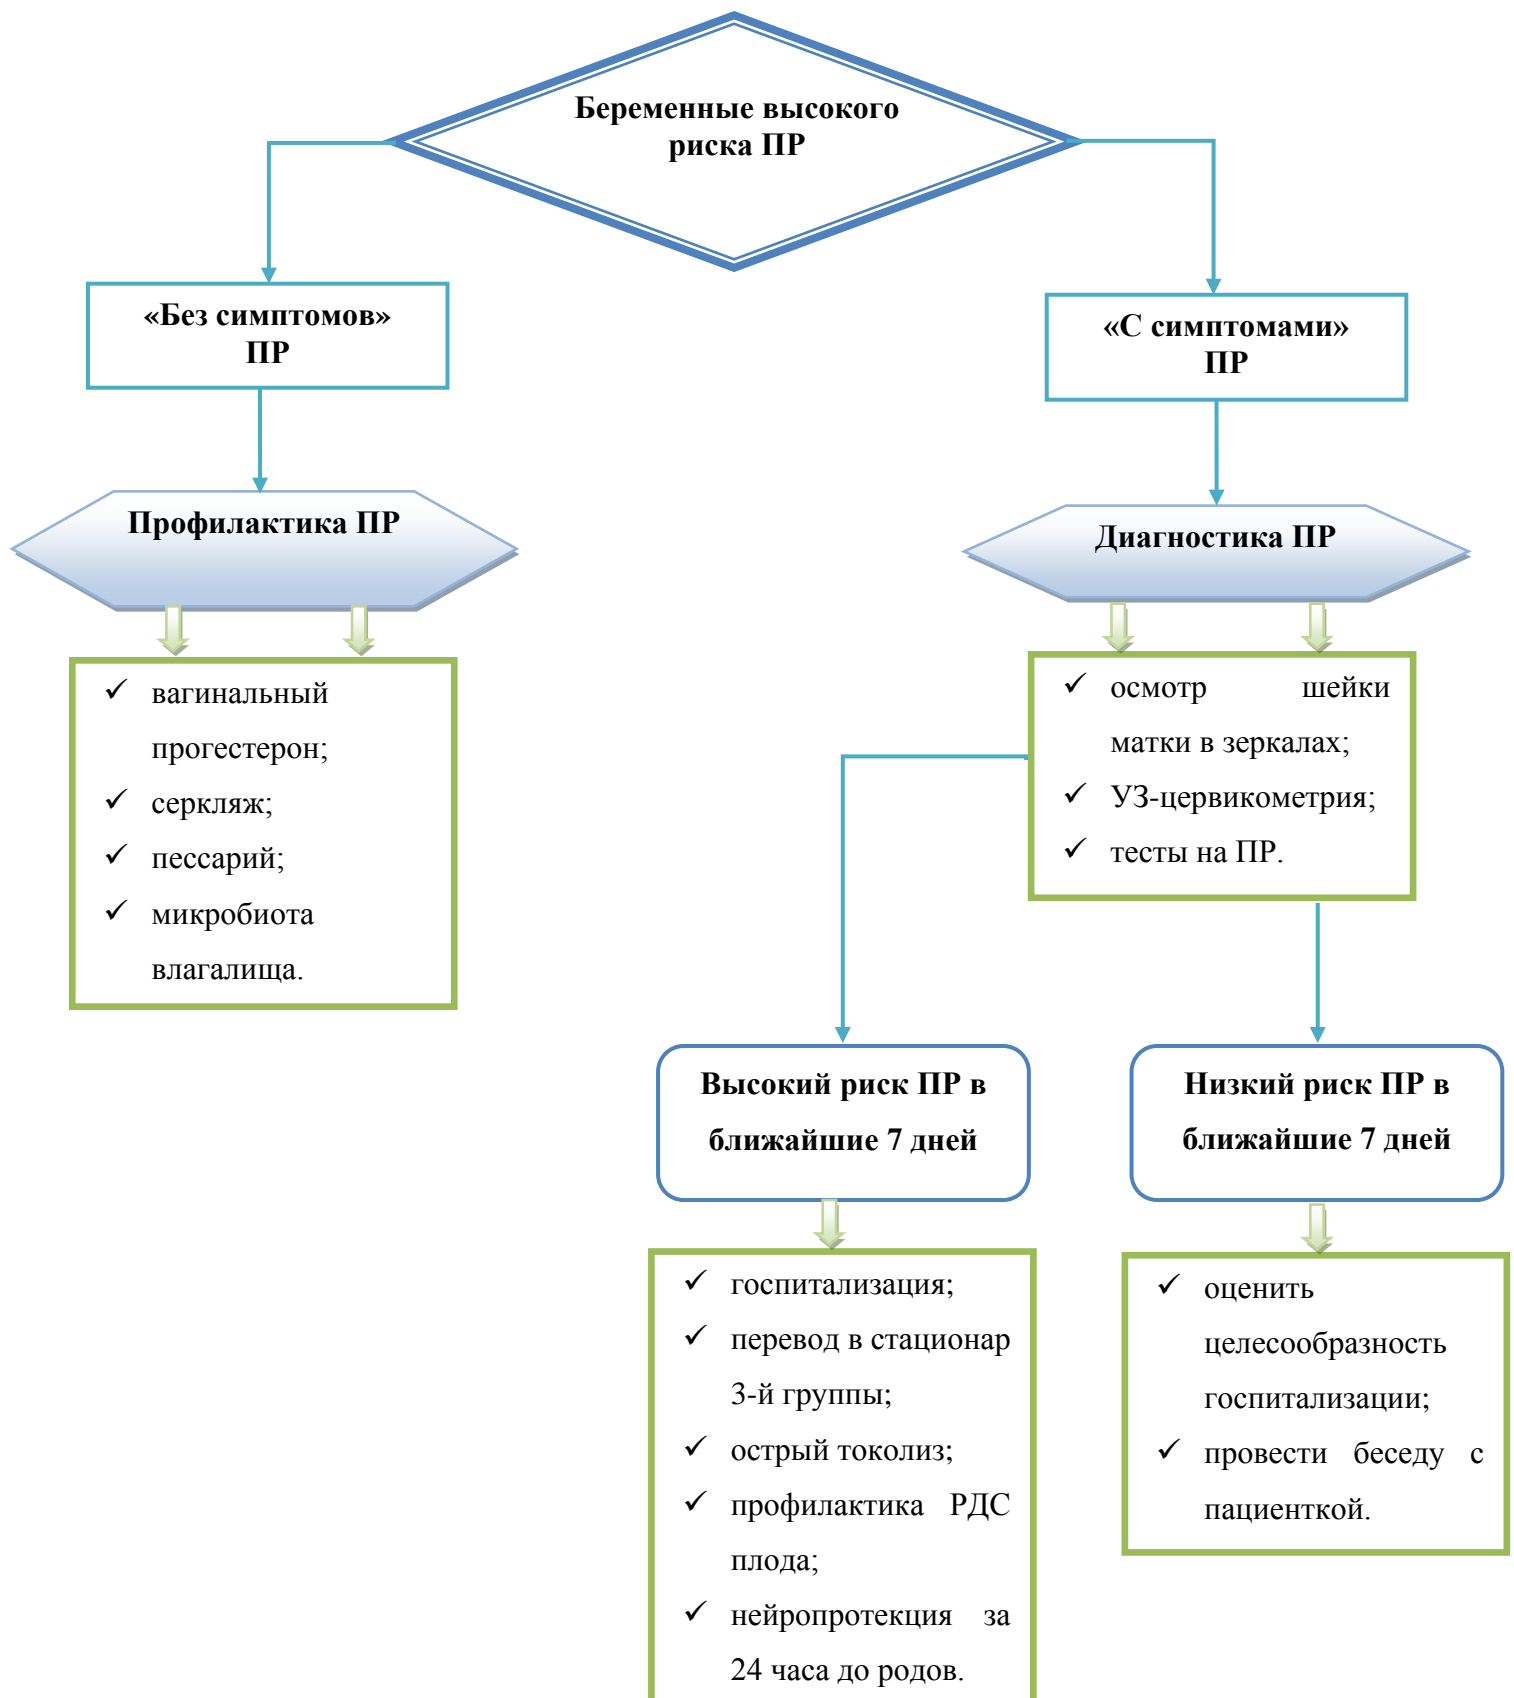 Беременные высокого
риска ПР
«Без симптомов»
ПР
«С симптомами»
ПР
Профилактика ПР
Диагностика ПР
✓ вагинальный
прогестерон;
✓ серкляж;
✓ пессарий;
✓ микробиота
влагалища.
✓ осмотр шейки
матки в зеркалах;
✓ УЗ-цервикометрия;
✓ тесты на ПР.
Высокий риск ПР в
ближайшие 7 дней
Низкий риск ПР в
ближайшие 7 дней
✓ госпитализация;
✓ перевод в стационар
3-й группы;
✓ острый токолиз;
✓ профилактика РДС
плода;
✓ нейропротекция за
24 часа до родов.
✓ оценить
целесообразность
госпитализации;
✓ провести беседу с
пациенткой.